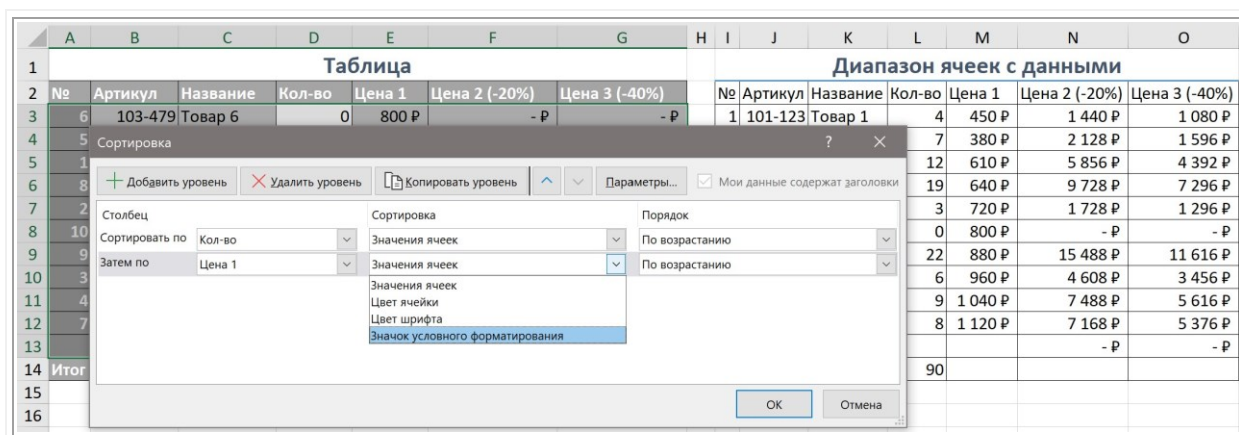 A B C D E F G H I J K L M N O
1 Таблица Диапазон ячеек с данными
2 № Артикул Название Кол-во Цена 1 Цена 2 (-20%) Цена 3 (-40%) № Артикул Название Кол-во Цена 1 Цена 2 (-20%) Цена 3 (-40%)
3 6 103-479 Товар 6 0 800 ₽ - ₽ - ₽ 1 101-123 Товар 1 4 450 ₽ 1 440 ₽ 1 080 ₽
4 5 Сортировка ? × 7 380 ₽ 2 128 ₽ 1 596 ₽
5 1 12 610 ₽ 5 856 ₽ 4 392 ₽
6 8 Добавить уровень Удалить уровень Копировать уровень Параметры... Мои данные содержат заголовки 19 640 ₽ 9 728 ₽ 7 296 ₽
7 2 Столбец Сортировка Порядок 3 720 ₽ 1 728 ₽ 1 296 ₽
8 10 Сортировать по Кол-во Значения ячеек По возрастанию 0 800 ₽ - ₽ - ₽
9 9 Затем по Цена 1 Значения ячеек По возрастанию 22 880 ₽ 15 488 ₽ 11 616 ₽
10 3 Значения ячеек 6 960 ₽ 4 608 ₽ 3 456 ₽
11 4 Цвет ячейки 9 1 040 ₽ 7 488 ₽ 5 616 ₽
12 7 Цвет шрифта 8 1 120 ₽ 7 168 ₽ 5 376 ₽
13 Значок условного форматирования - ₽ - ₽
14 Итог 90
15 ОК Отмена
16